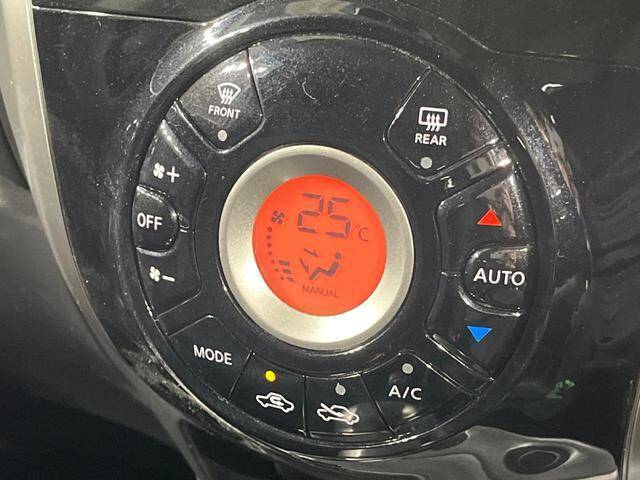 FRONT
REAR
+
OFF
-
25°C
MANUAL
AUTO
MODE
A/C